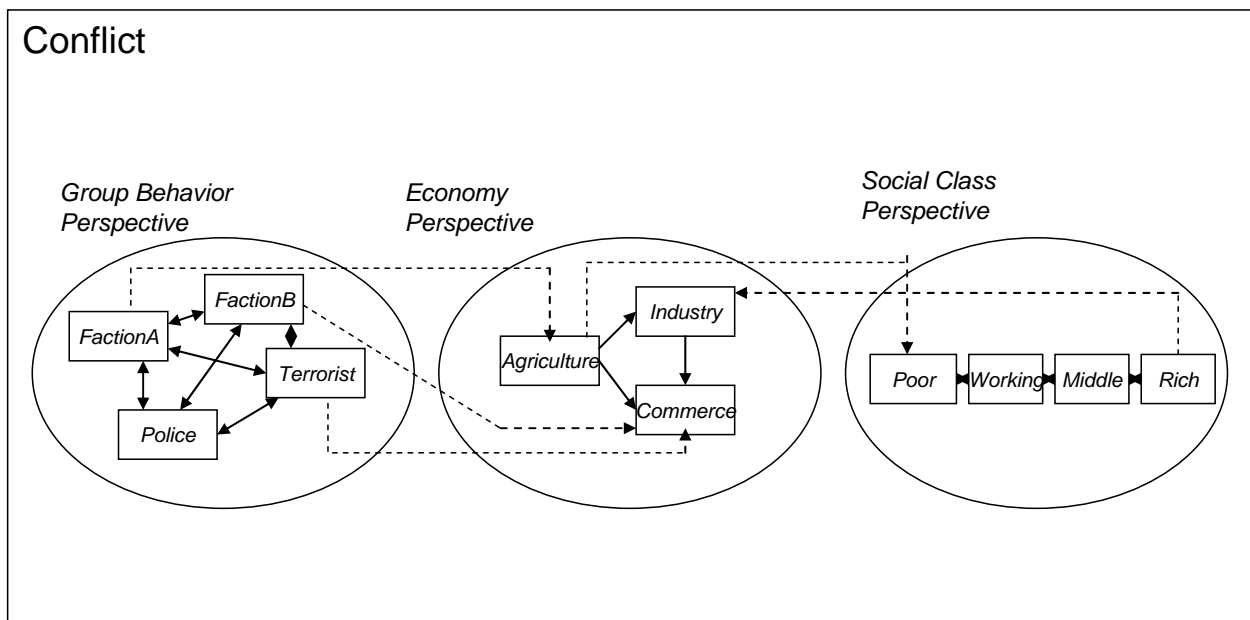 Conflict
Group Behavior
Perspective
Economy
Perspective
Social Class
Perspective
FactionB
FactionA
Terrorist
Police
Industry
Agriculture
Commerce
Poor
Working
Middle
Rich